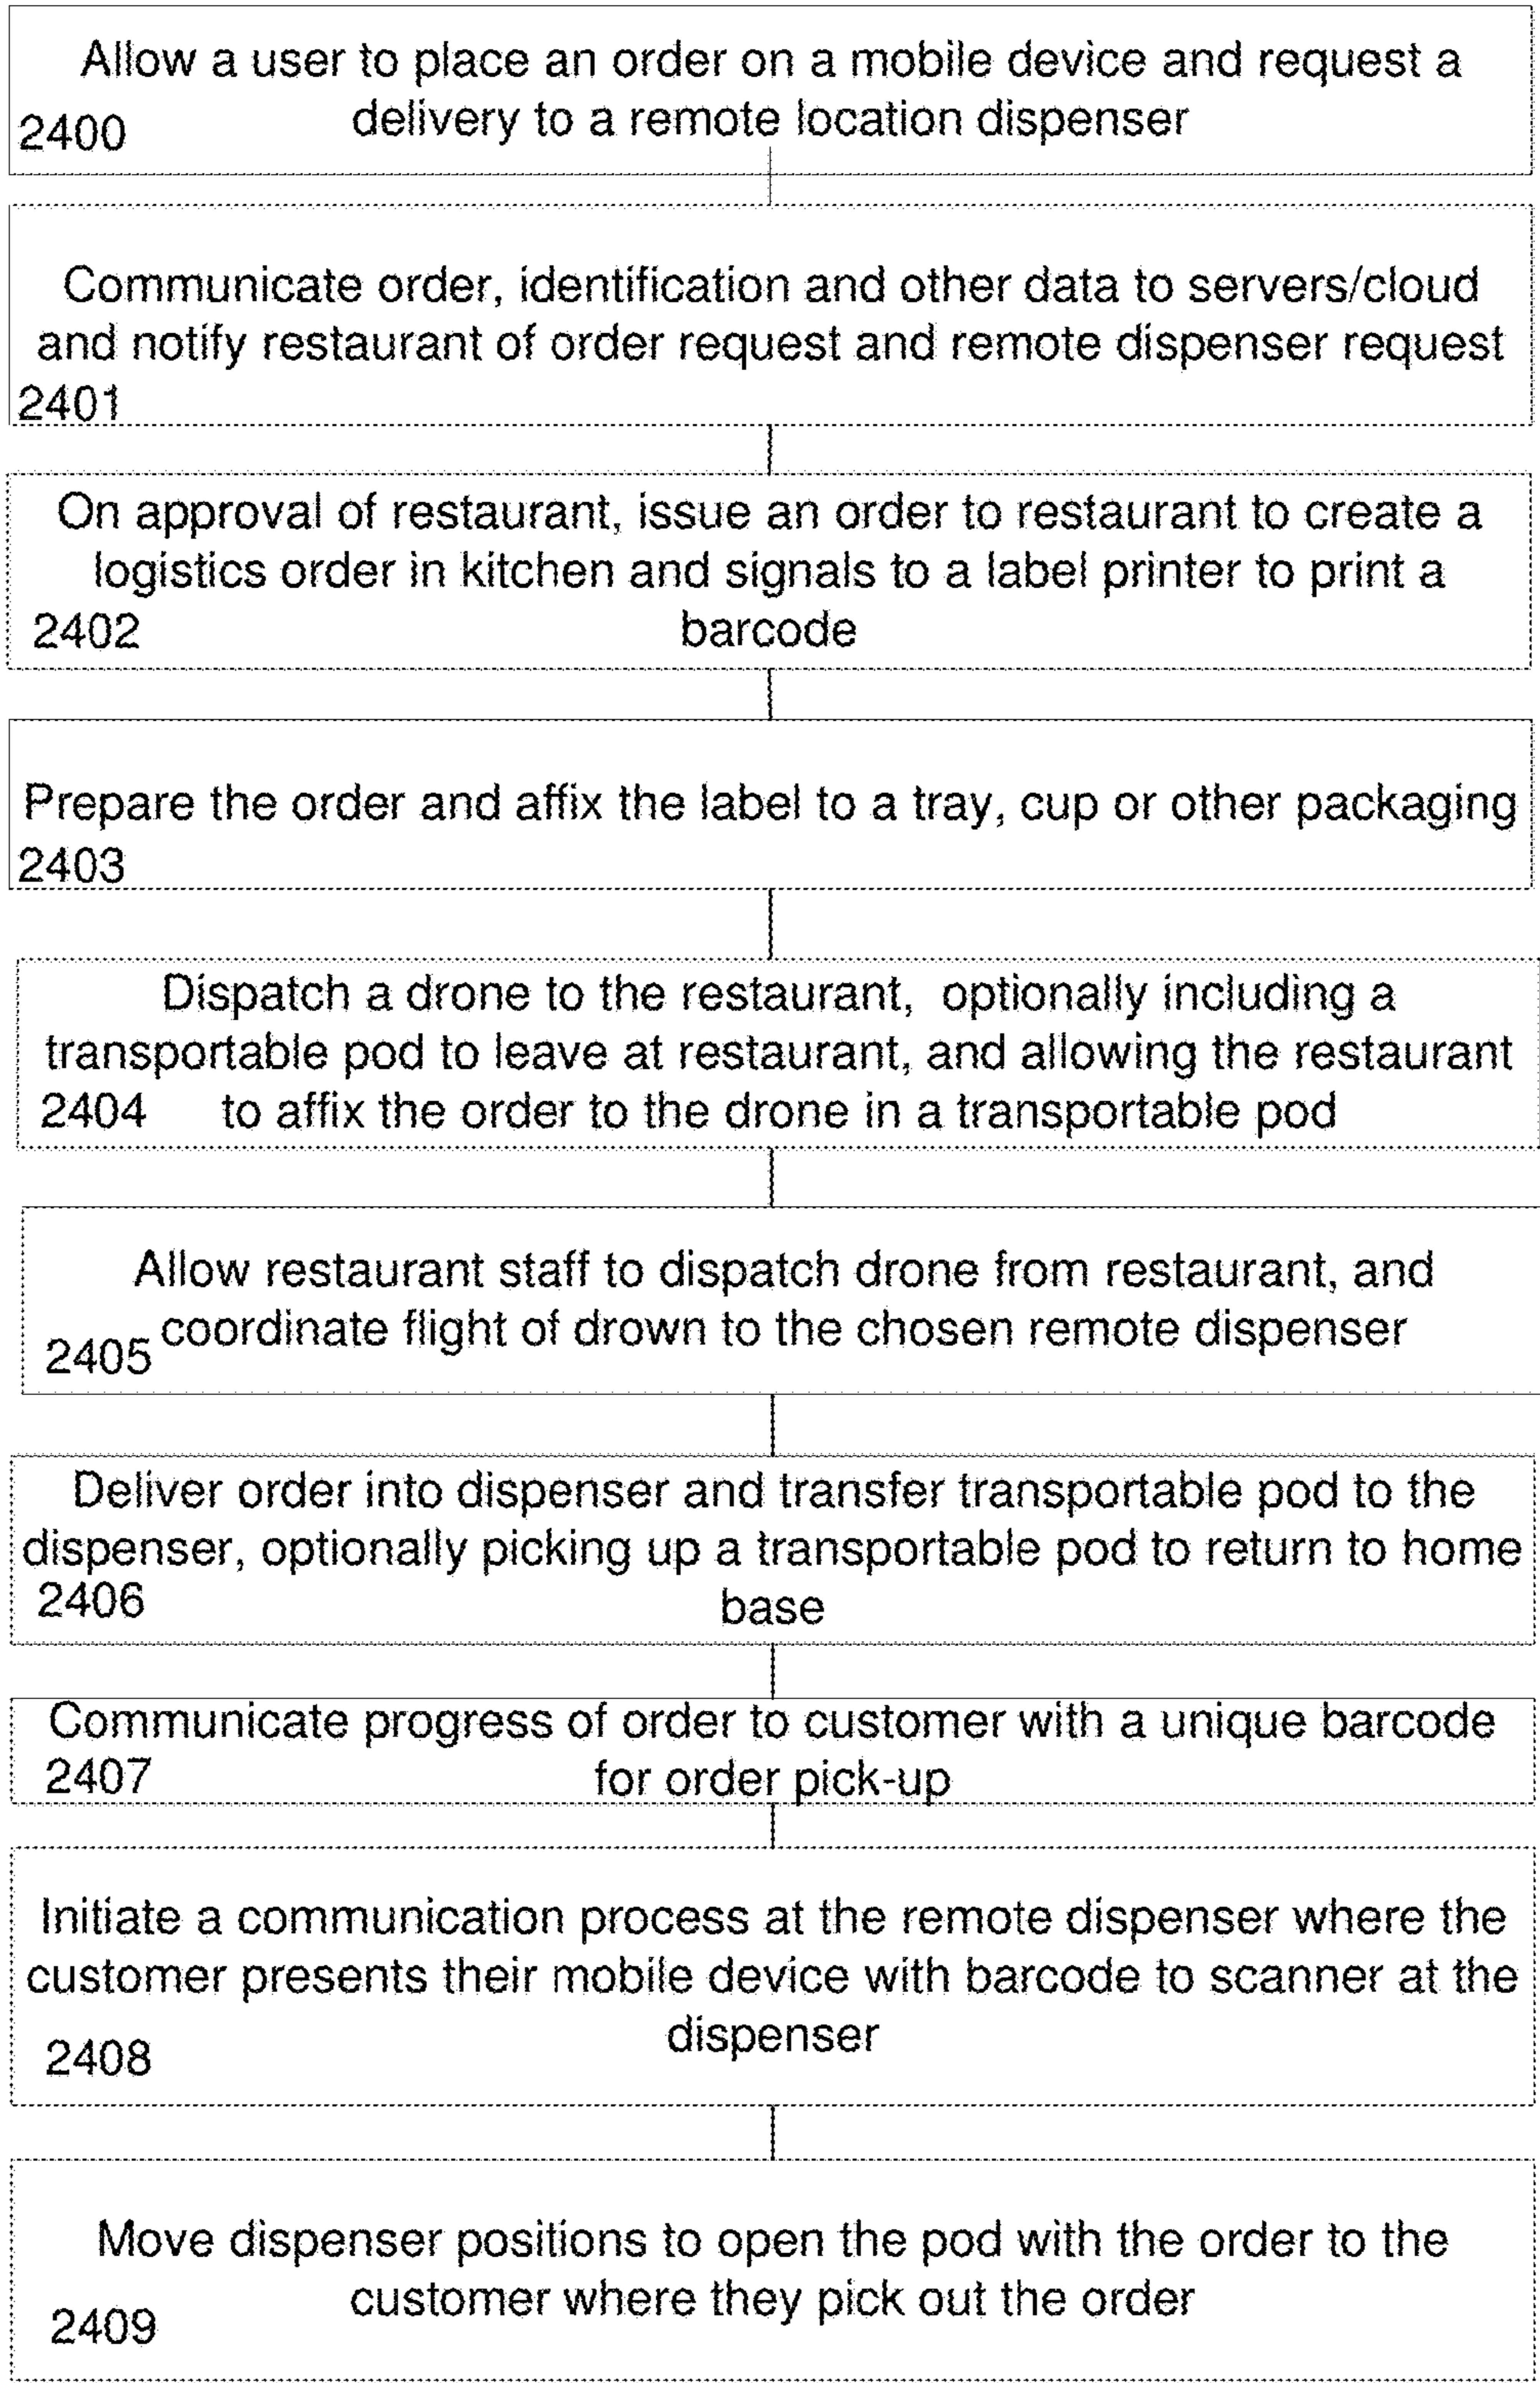 Allow a user to place an order on a mobile device and request a
delivery to a remote location dispenser
2400
Communicate order, identification and other data to servers/cloud
and notify restaurant of order request and remote dispenser request
2401
On approval of restaurant, issue an order to restaurant to create a
logistics order in kitchen and signals to a label printer to print a
2402 barcode
Prepare the order and affix the label to a tray, cup or other packaging
2403
Dispatch a drone to the restaurant, optionally including a
transportable pod to leave at restaurant, and allowing the restaurant
2404 to affix the order to the drone in a transportable pod
Allow restaurant staff to dispatch drone from restaurant, and
coordinate flight of drown to the chosen remote dispenser
2405
Deliver order into dispenser and transfer transportable pod to the
dispenser, optionally picking up a transportable pod to return to home
2406 base
Communicate progress of order to customer with a unique barcode
2407 for order pick-up
Initiate a communication process at the remote dispenser where the
customer presents their mobile device with barcode to scanner at the
dispenser
2408
Move dispenser positions to open the pod with the order to the
customer where they pick out the order
2409